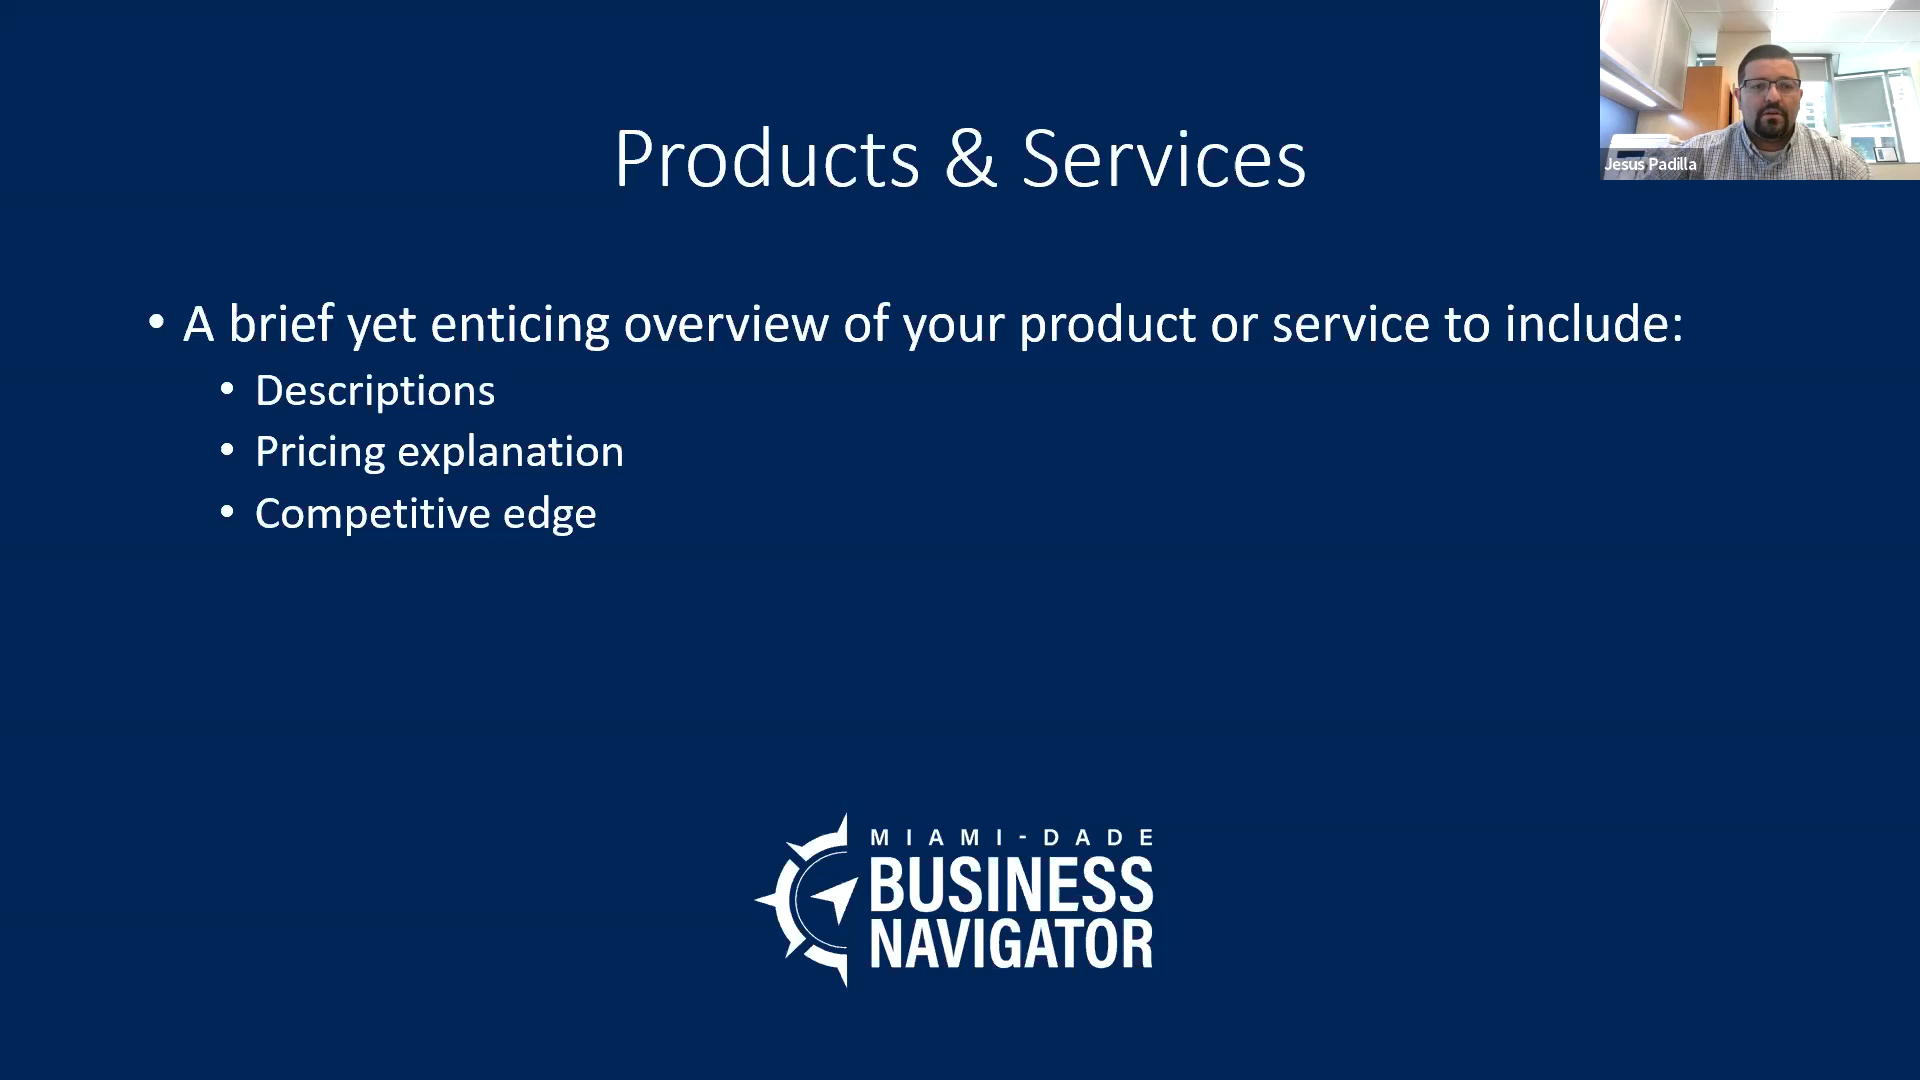 Products & Services
Jesus Padilla
• A brief yet enticing overview of your product or service to include:
• Descriptions
• Pricing explanation
• Competitive edge
MIAMI-DADE
BUSINESS
NAVIGATOR